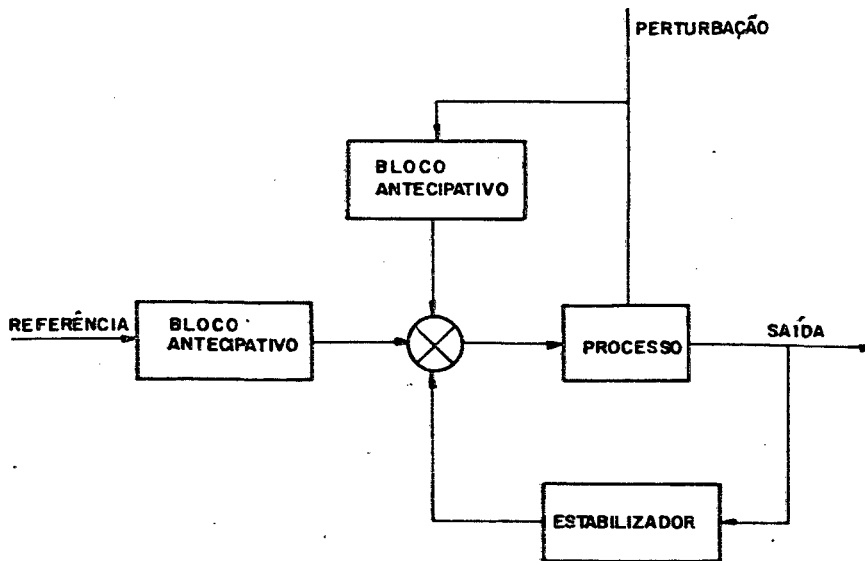 PERTURBAÇÃO
BLOCO
ANTECIPATIVO
REFERÊNCIA
BLOCO
ANTECIPATIVO
PROCESSO
SAÍDA
ESTABILIZADOR